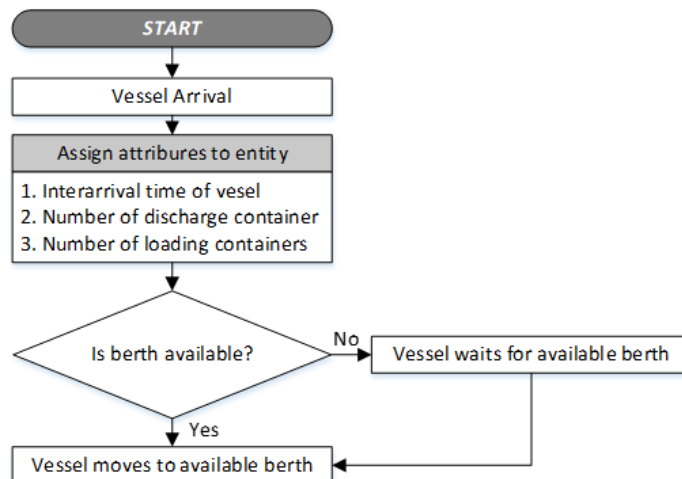 START
Vessel Arrival
Assign attribures to entity
1. Interarrival time of vesel
2. Number of discharge container
3. Number of loading containers
Is berth available?
No
Vessel waits for available berth
Yes
Vessel moves to available berth